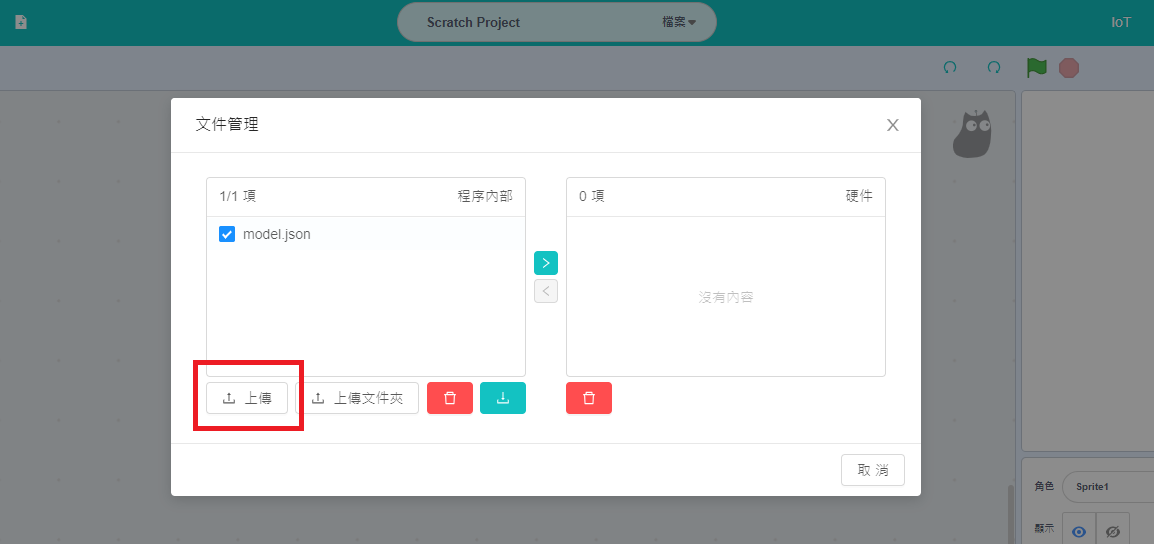 Scratch Project
檔案
IoT
文件管理
1/1 項
程序內部
model.json
0 項
硬件
沒有內容
上傳
上傳文件夾
取消
角色
Sprite1
顯示